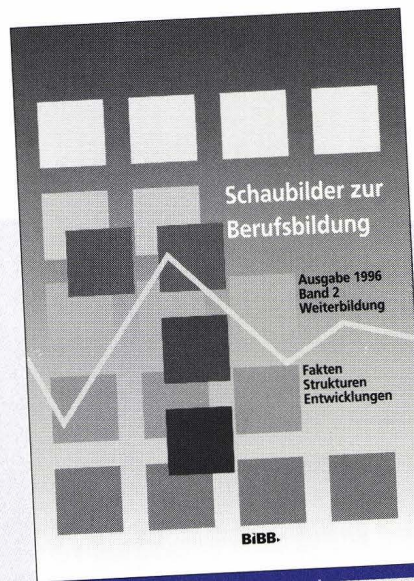 Schaubilder zur
Berufsbildung
Ausgabe 1996
Band 2
Weiterbildung
Fakten
Strukturen
Entwicklungen
BiBB.